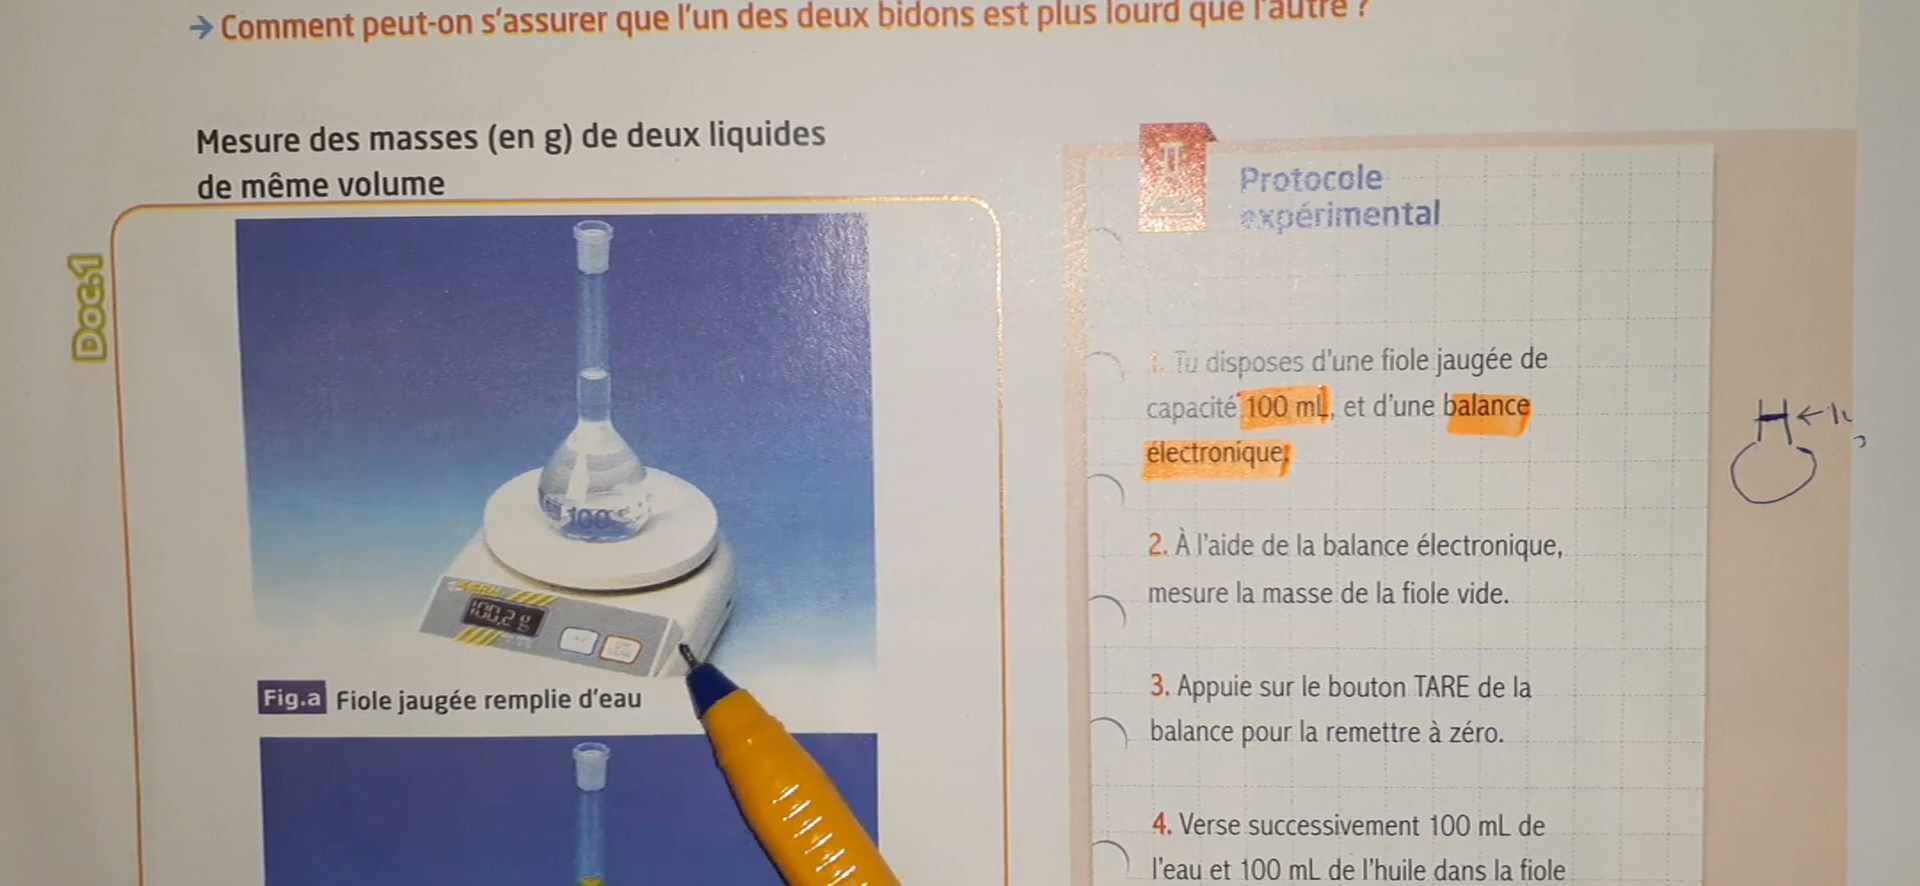 → Comment peut-on s'assurer que l'un des deux bidons est plus lourd que l'autre ?
Mesure des masses (en g) de deux liquides
de même volume
Doc.1
100
100,2 g
Fig.a Fiole jaugée remplie d'eau
Protocole
expérimental
1. Tu disposes d'une fiole jaugée de
capacité 100 mL, et d'une balance
électronique.
2. À l'aide de la balance électronique,
mesure la masse de la fiole vide.
3. Appuie sur le bouton TARE de la
balance pour la remettre à zéro.
4. Verse successivement 100 mL de
l'eau et 100 mL de l'huile dans la fiole